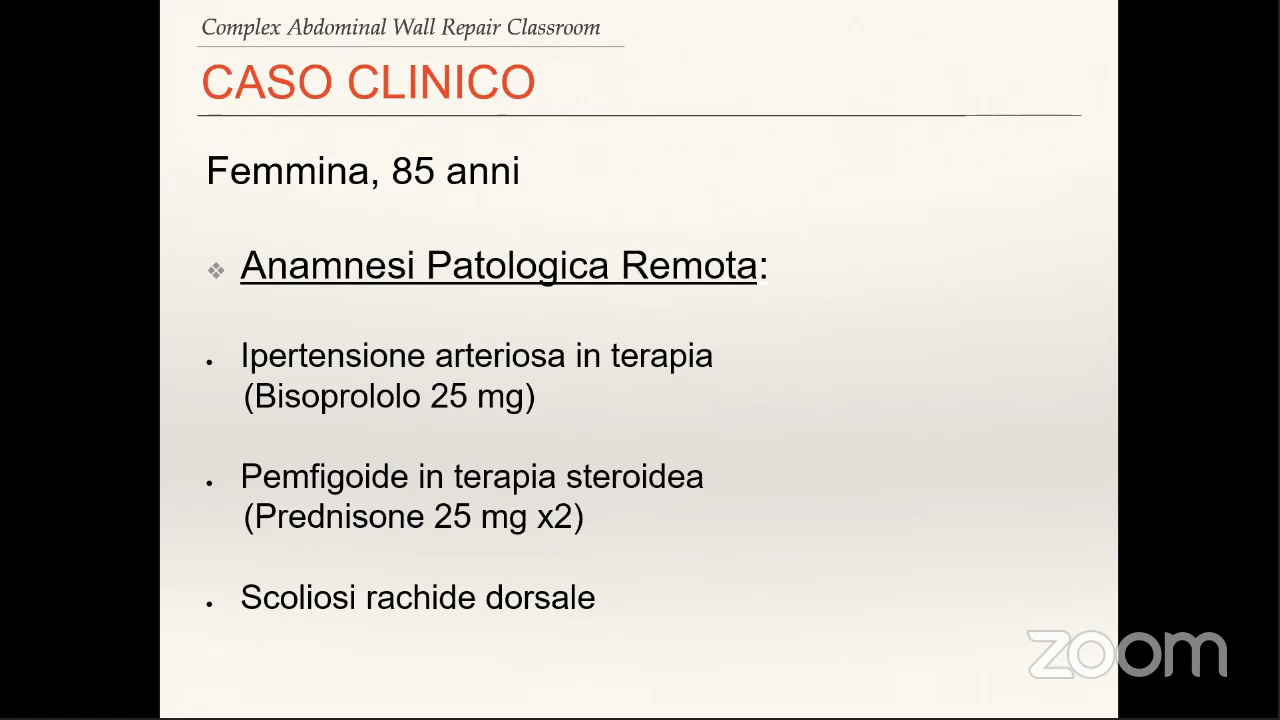 Complex Abdominal Wall Repair Classroom
CASO CLINICO
Femmina, 85 anni
❖ Anamnesi Patologica Remota:
• Ipertensione arteriosa in terapia
(Bisoprololo 25 mg)
• Pemfigoide in terapia steroidea
(Prednisone 25 mg x2)
• Scoliosi rachide dorsale
zoom